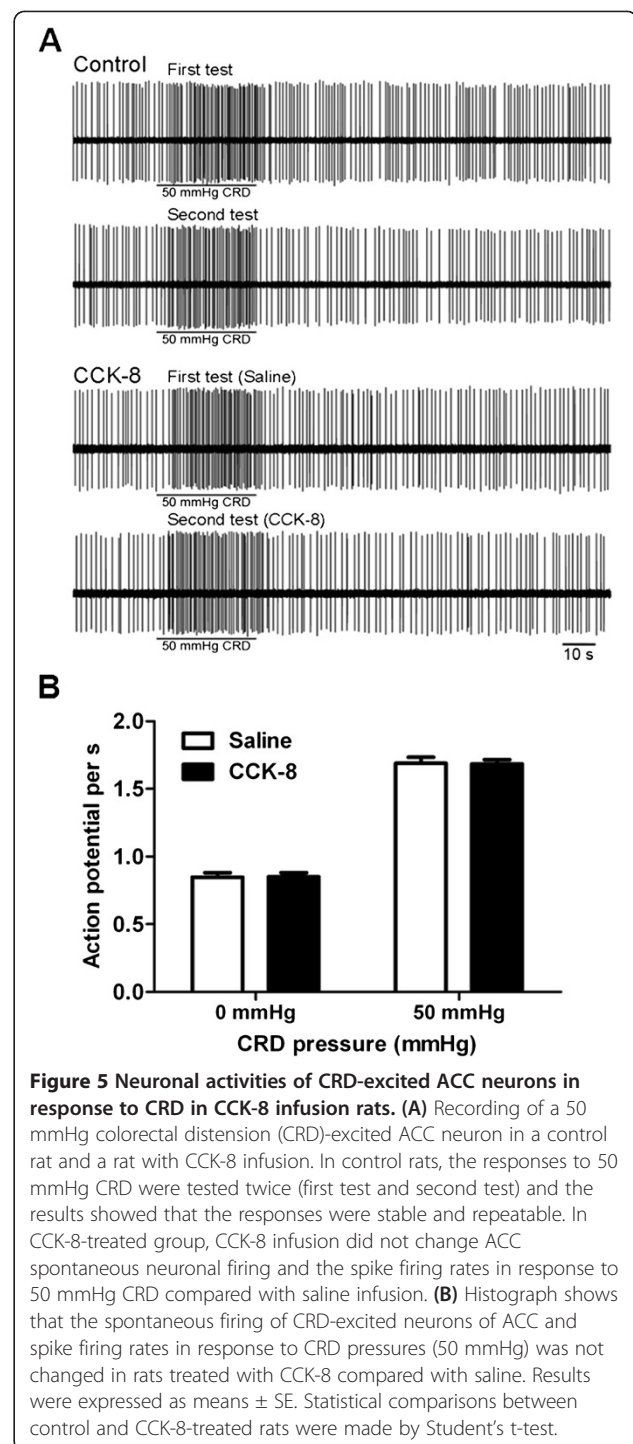 A
Control
First test
50 mmHg CRD
Second test
50 mmHg CRD
CCK-8
First test (Saline)
50 mmHg CRD
Second test (CCK-8)
50 mmHg CRD
10 s
B
2.0
1.5
1.0
0.5
0.0
Action potential per s
Saline
CCK-8
0 mmHg
50 mmHg
CRD pressure (mmHg)
Figure 5 Neuronal activities of CRD-excited ACC neurons in
response to CRD in CCK-8 infusion rats. (A) Recording of a 50
mmHg colorectal distension (CRD)-excited ACC neuron in a control
rat and a rat with CCK-8 infusion. In control rats, the responses to 50
mmHg CRD were tested twice (first test and second test) and the
results showed that the responses were stable and repeatable. In
CCK-8-treated group, CCK-8 infusion did not change ACC
spontaneous neuronal firing and the spike firing rates in response to
50 mmHg CRD compared with saline infusion. (B) Histograph shows
that the spontaneous firing of CRD-excited neurons of ACC and
spike firing rates in response to CRD pressures (50 mmHg) was not
changed in rats treated with CCK-8 compared with saline. Results
were expressed as means ± SE. Statistical comparisons between
control and CCK-8-treated rats were made by Student's t-test.